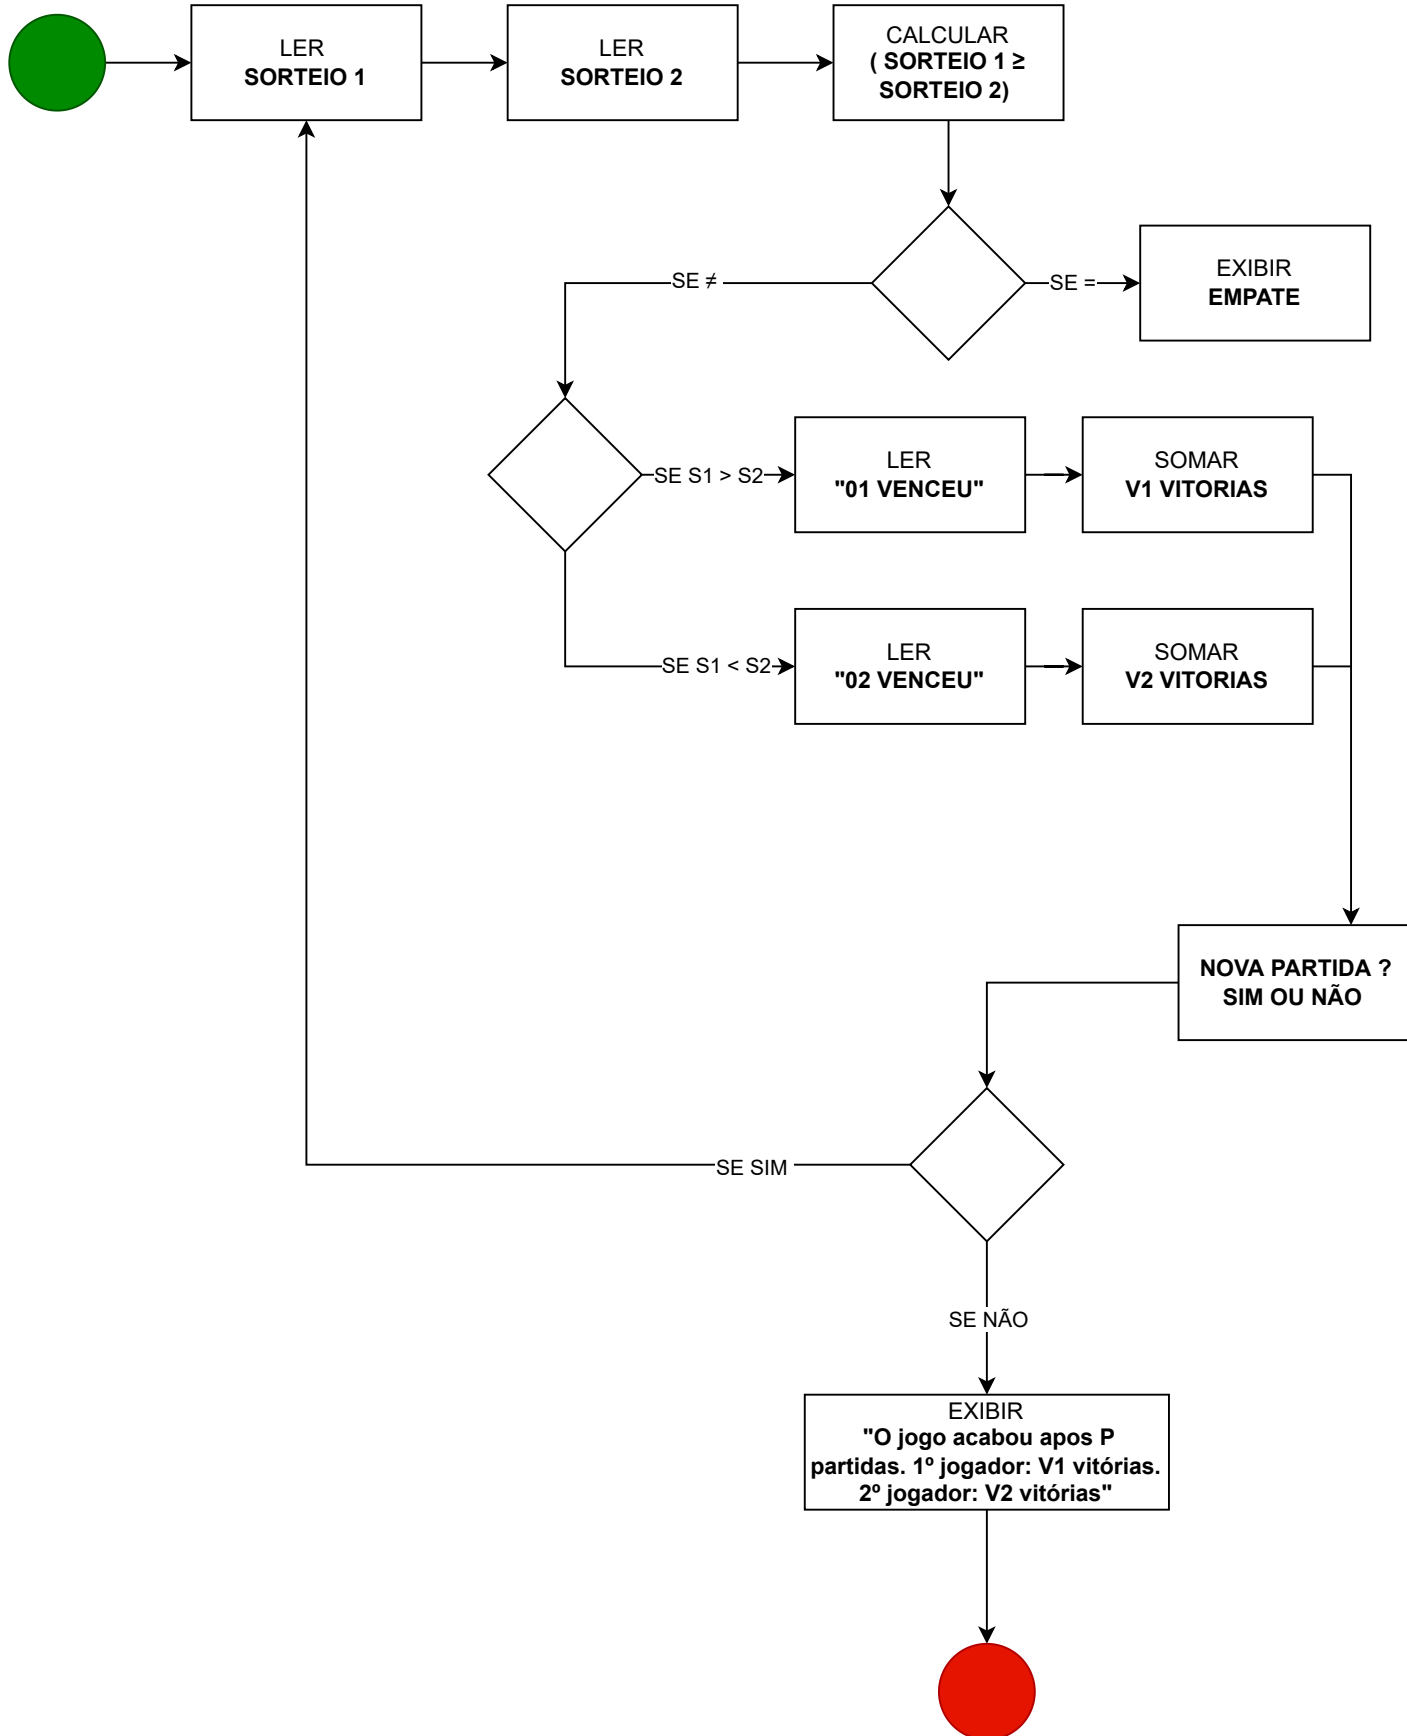 LER
SORTEIO 1
LER
SORTEIO 2
CALCULAR
( SORTEIO 1 ≥
SORTEIO 2)
SE ≠
SE =
EXIBIR
EMPATE
SE S1 > S2
LER
"01 VENCEU"
SOMAR
V1 VITORIAS
SE S1 < S2
LER
"02 VENCEU"
SOMAR
V2 VITORIAS
NOVA PARTIDA ?
SIM OU NÃO
SE SIM
SE NÃO
EXIBIR
"O jogo acabou apos P
partidas. 1º jogador: V1 vitórias.
2º jogador: V2 vitórias"